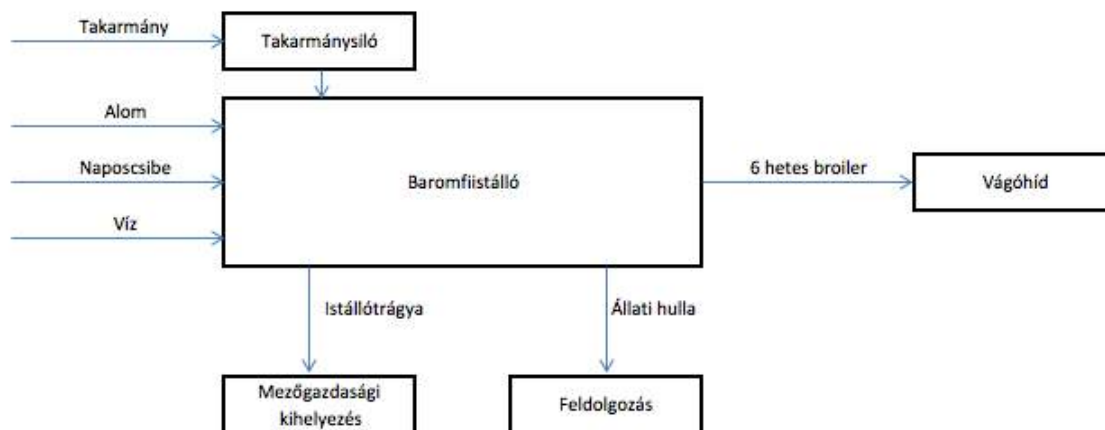 Takarmány
Takarmánysiló
Alom
Naposcsibe
Baromfiistálló
6 hetes broiler
Vágóhíd
Víz
Istállótrágya
Állati hulla
Mezőgazdasági
kihelyezés
Feldolgozás